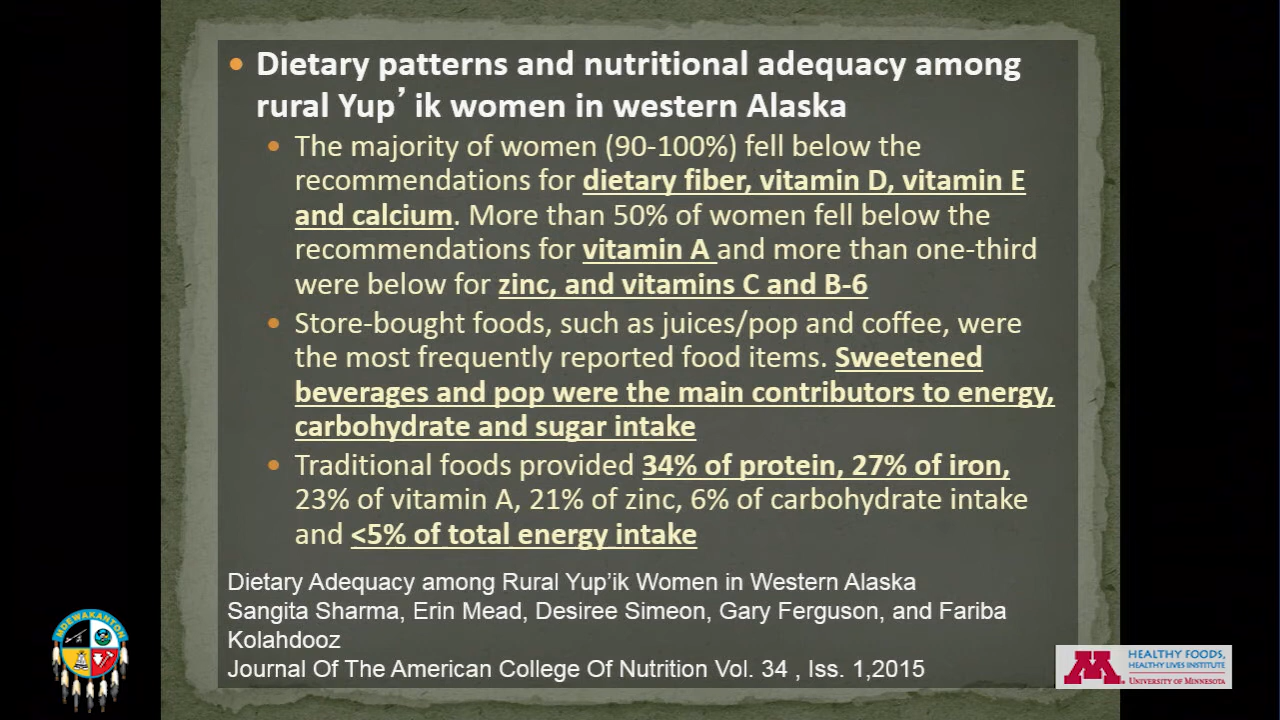 Dietary patterns and nutritional adequacy among
rural Yup’ ik women in western Alaska
The majority of women (90-100%) fell below the
recommendations for dietary fiber, vitamin D, vitamin E
and calcium. More than 50% of women fell below the
recommendations for vitamin A and more than one-third
were below for zinc, and vitamins C and B-6
Store-bought foods, such as juices/pop and coffee, were
the most frequently reported food items. Sweetened
beverages and pop were the main contributors to energy,
carbohydrate and sugar intake
Traditional foods provided 34% of protein, 27% of iron,
23% of vitamin A, 21% of zinc, 6% of carbohydrate intake
and <5% of total energy intake
Dietary Adequacy among Rural Yup’ik Women in Western Alaska
Sangita Sharma, Erin Mead, Desiree Simeon, Gary Ferguson, and Fariba
Kolahdooz
Journal Of The American College Of Nutrition Vol. 34 , Iss. 1,2015
MDEWAKANTON
M.
HEALTHY FOODS,
HEALTHY LIVES INSTITUTE
UNIVERSITY OF MINNESOTA